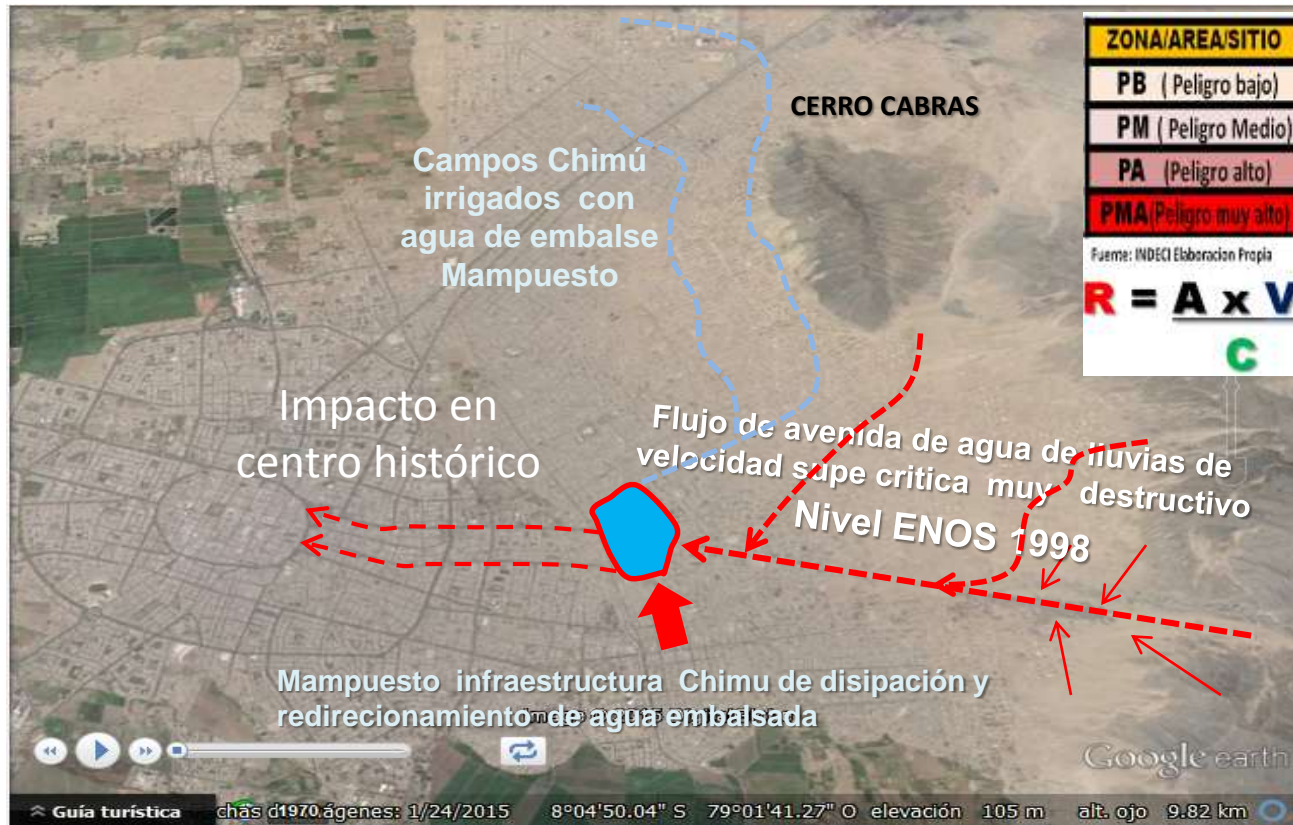 ZONA/AREA/SITIO
PB ( Peligro bajo)
PM ( Peligro Medio)
PA (Peligro alto)
PMA (Peligro muy alto)
Fuente: INDECI Elaboracion Propia
R = A x V
C
CERRO CABRAS
Campos Chimú
irrigados con
agua de embalse
Mampuesto
Impacto en
centro histórico
Flujo de avenida de agua de lluvias de
velocidad supe critica muy destructivo
Nivel ENOS 1998
Mampuesto infraestructura Chimu de disipación y
redirecionamiento de agua embalsada
Google earth
Guía turística
1970
ágenes: 1/24/2015 8°04'50.04" S 79°01'41.27" O elevación 105 m alt. ojo 9.82 km